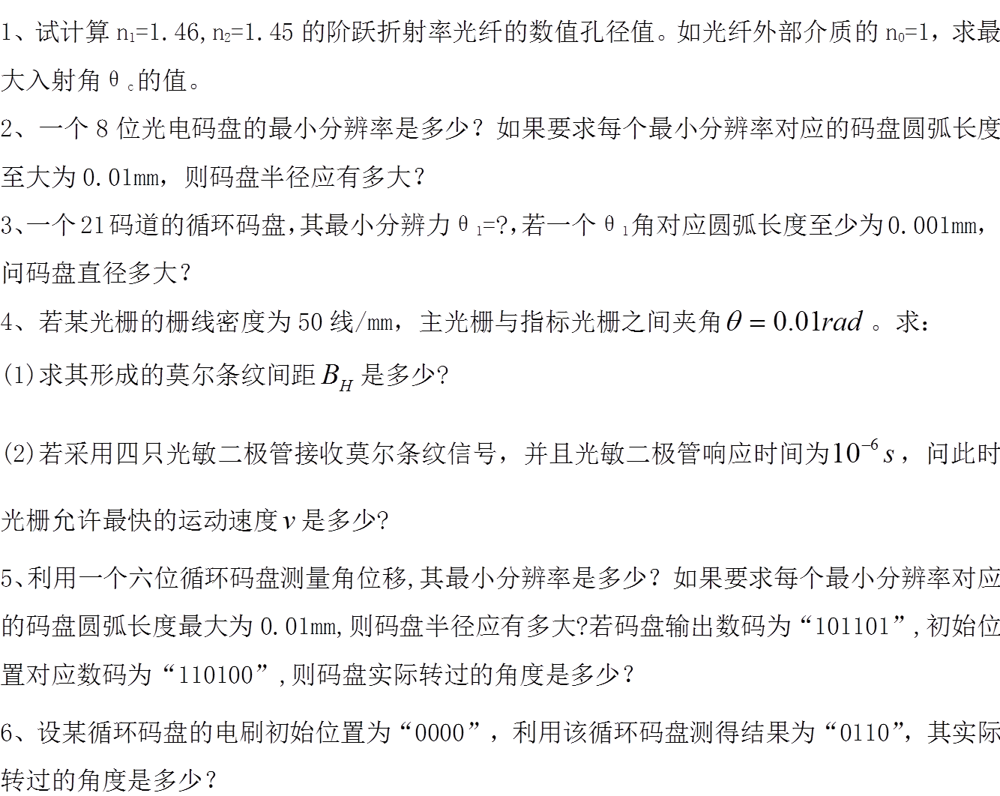 1、试计算 n₁=1.46,n₂=1.45 的阶跃折射率光纤的数值孔径值。如光纤外部介质的 n₀=1，求最
大入射角 θc的值。
2、一个 8 位光电码盘的最小分辨率是多少？如果要求每个最小分辨率对应的码盘圆弧长度
至大为 0.01mm，则码盘半径应有多大？
3、一个 21 码道的循环码盘,其最小分辨力 θ₁=?,若一个 θ₁角对应圆弧长度至少为 0.001mm，
问码盘直径多大？
4、若某光栅的栅线密度为 50 线/mm，主光栅与指标光栅之间夹角θ=0.01rad 。求：
(1)求其形成的莫尔条纹间距 B_H 是多少?
(2)若采用四只光敏二极管接收莫尔条纹信号，并且光敏二极管响应时间为10⁻⁶s，问此时
光栅允许最快的运动速度 v 是多少?
5、利用一个六位循环码盘测量角位移,其最小分辨率是多少？如果要求每个最小分辨率对应
的码盘圆弧长度最大为 0.01mm,则码盘半径应有多大?若码盘输出数码为“101101”,初始位
置对应数码为“110100”,则码盘实际转过的角度是多少？
6、设某循环码盘的电刷初始位置为“0000”，利用该循环码盘测得结果为“0110”，其实际
转过的角度是多少？